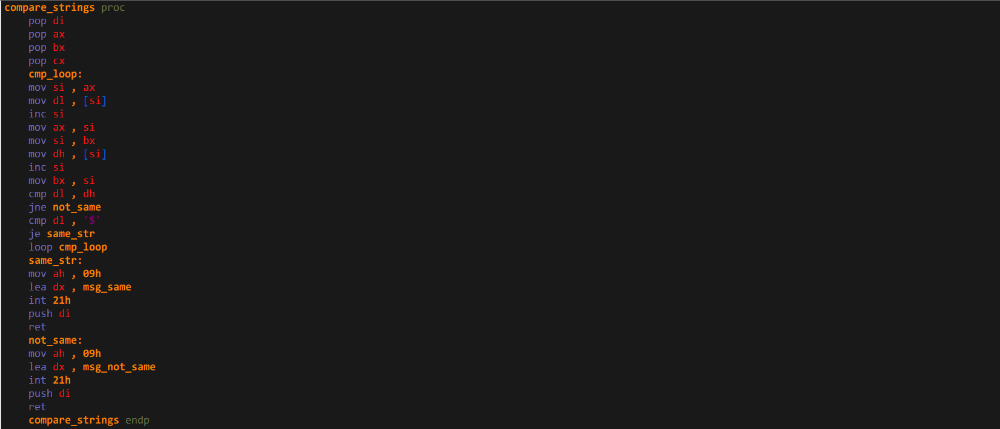 compare_strings proc
pop di
pop ax
pop bx
pop cx
cmp_loop:
mov si , ax
mov dl , [si]
inc si
mov ax , si
mov si , bx
mov dh , [si]
inc si
mov bx , si
cmp dl , dh
jne not_same
cmp dl , '$'
je same_str
loop cmp_loop
same_str:
mov ah , 09h
lea dx , msg_same
int 21h
push di
ret
not_same:
mov ah , 09h
lea dx , msg_not_same
int 21h
push di
ret
compare_strings endp